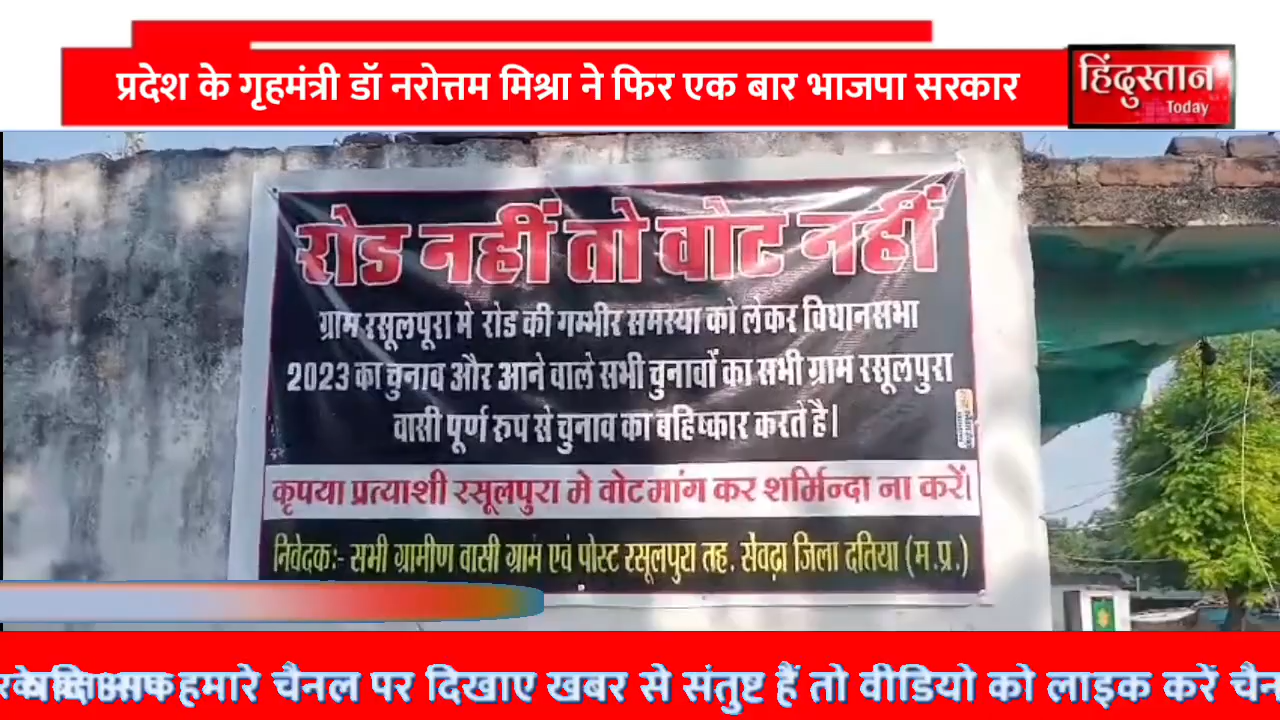 प्रदेश के गृहमंत्री डॉ नरोत्तम मिश्रा ने फिर एक बार भाजपा सरकार
हिंदुस्तान
Today
रोड नहीं तो वोट नहीं
ग्राम रसूलपूरा मे रोड की गम्भीर समस्या को लेकर विधानसभा
2023 का चुनाव और आने वाले सभी चुनावों का सभी ग्राम रसूलपुरा
वासी पूर्ण रुप से चुनाव का बहिष्कार करते है।
कृपया प्रत्याशी रसूलपुरा मे वोट मांग कर शर्मिन्दा ना करें।
निवेदकः- सभी ग्रामीण वासी ग्राम एवं पोस्ट रसूलपुरा तह. सेंवढ़ा जिला दतिया (म.प्र.)
हमारे चैनल पर दिखाए खबर से संतुष्ट हैं तो वीडियो को लाइक करें